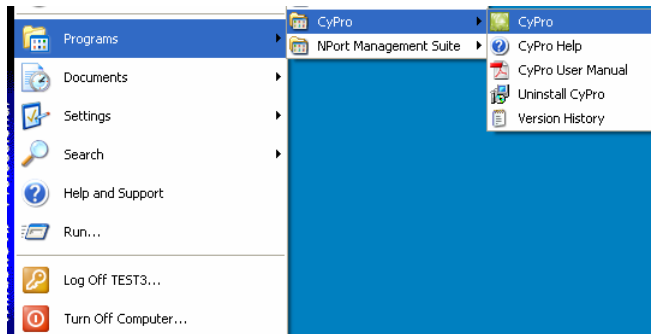 Programs
Documents
Settings
Search
Help and Support
Run...
Log Off TEST3...
Turn Off Computer...
CyPro
NPort Management Suite
CyPro
CyPro Help
CyPro User Manual
Uninstall CyPro
Version History